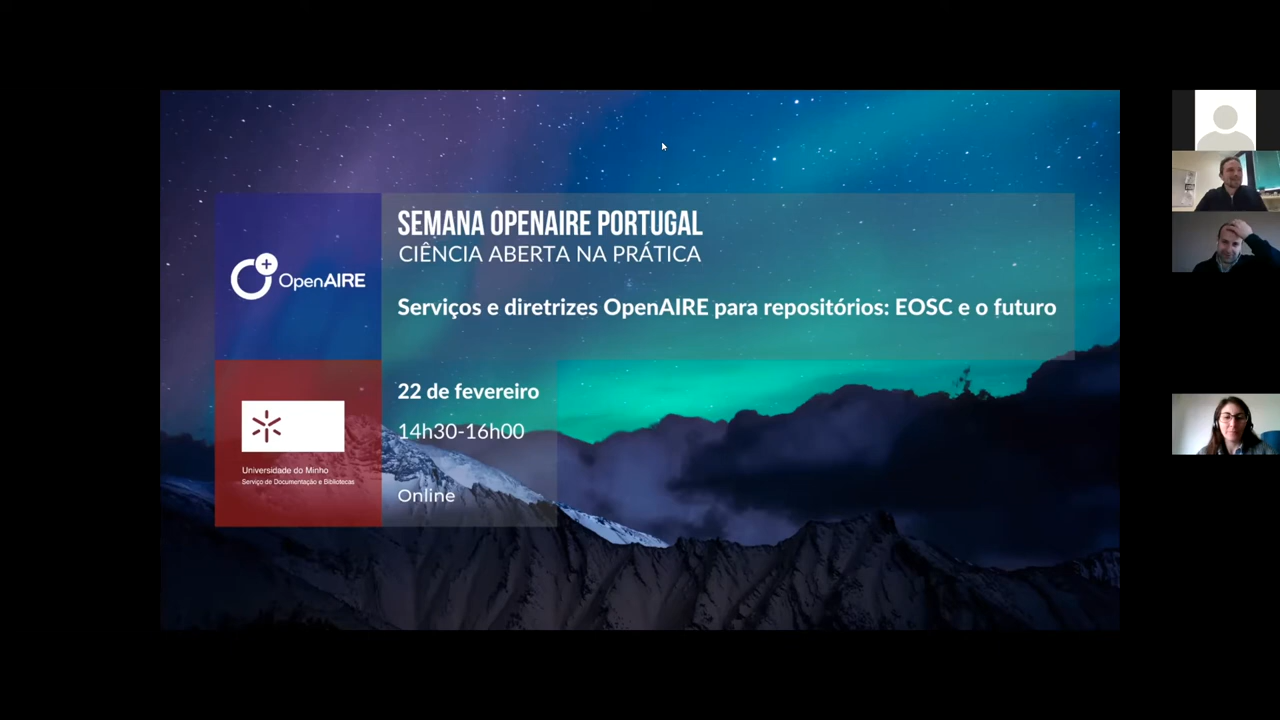 SEMANA OPENAIRE PORTUGAL
CIÊNCIA ABERTA NA PRÁTICA
OpenAIRE
Serviços e diretrizes OpenAIRE para repositórios: EOSC e o futuro
22 de fevereiro
14h30-16h00
Universidade do Minho
Serviço de Documentação e Bibliotecas
Online